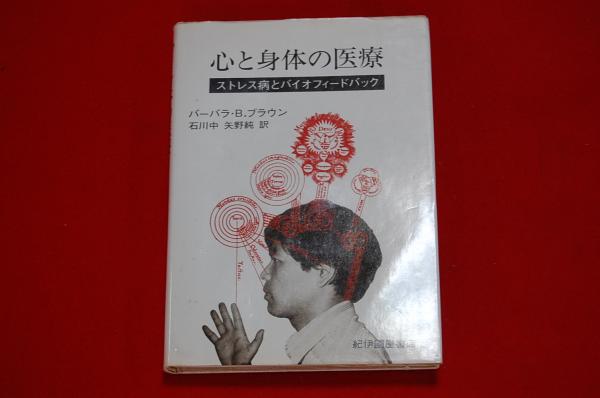 心と身体の医療
ストレス病とバイオフィードバック
バーバラ・B.ブラウン
石川中 矢野純 訳
紀伊國屋書店